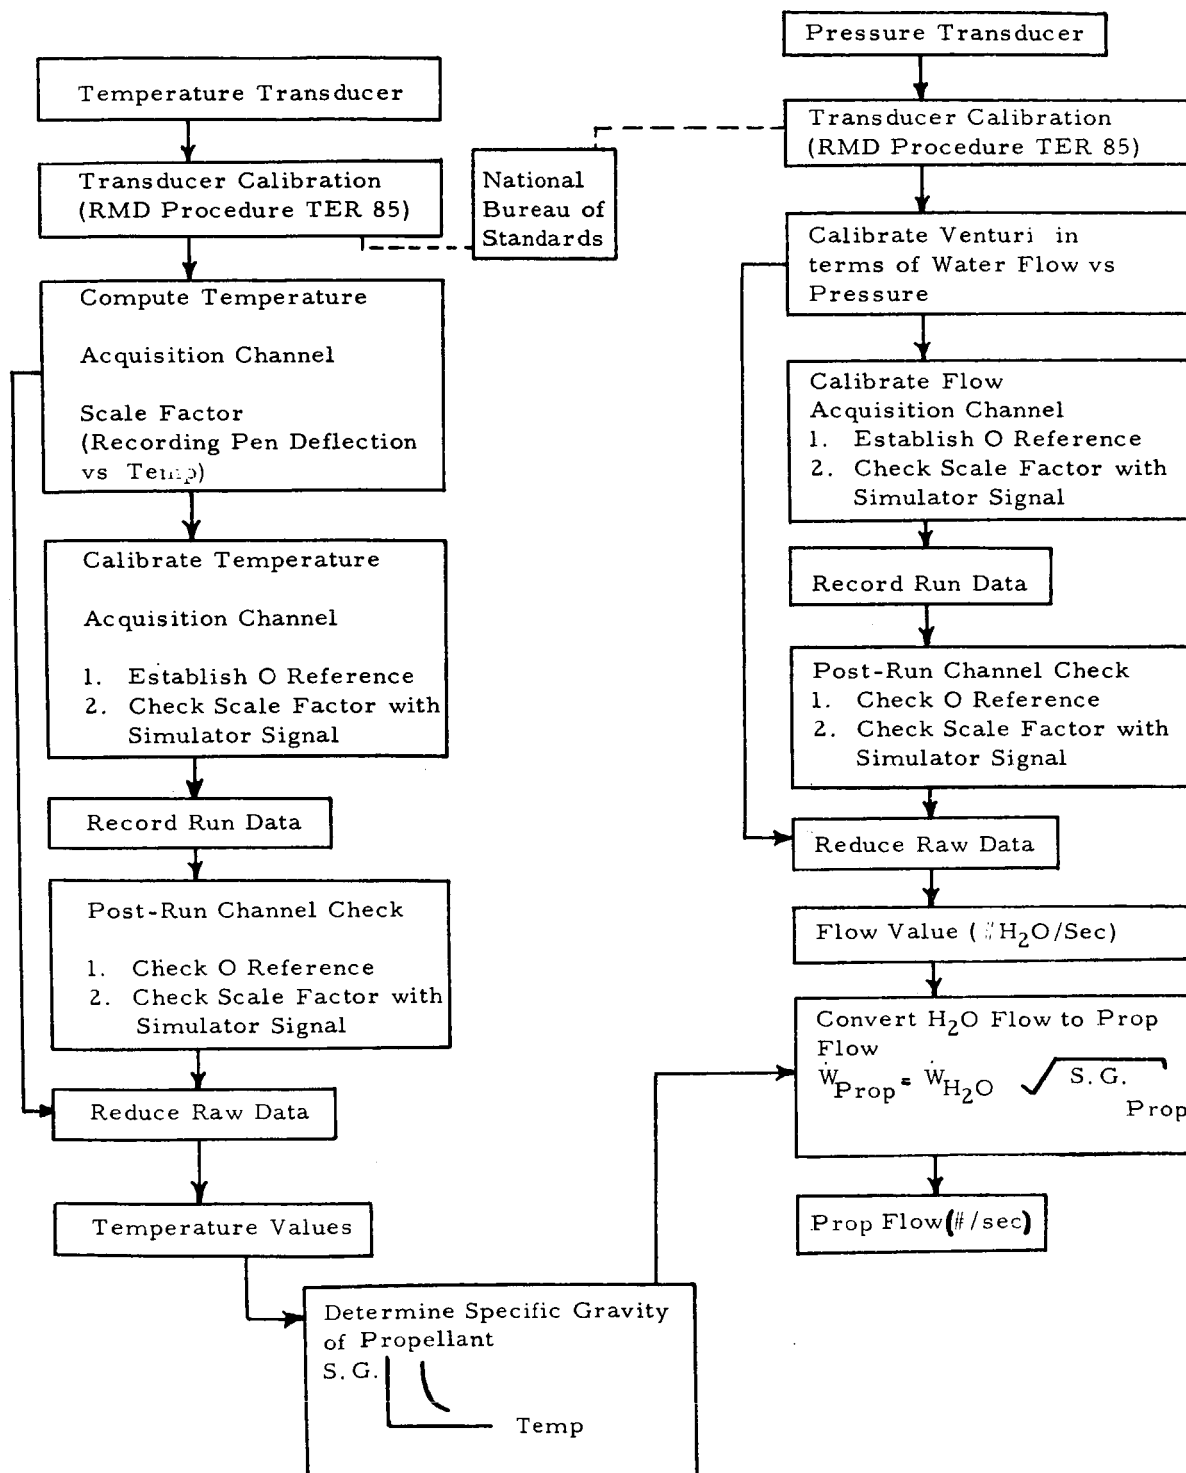 Temperature Transducer
Transducer Calibration
(RMD Procedure TER 85)
Compute Temperature
Acquisition Channel
Scale Factor
(Recording Pen Deflection
vs Temp)
Calibrate Temperature
Acquisition Channel
1. Establish O Reference
2. Check Scale Factor with
Simulator Signal
Record Run Data
Post-Run Channel Check
1. Check O Reference
2. Check Scale Factor with
Simulator Signal
Reduce Raw Data
Temperature Values
Determine Specific Gravity
of Propellant
S. G.
Temp
National
Bureau of
Standards
Pressure Transducer
Transducer Calibration
(RMD Procedure TER 85)
Calibrate Venturi in
terms of Water Flow vs
Pressure
Calibrate Flow
Acquisition Channel
1. Establish O Reference
2. Check Scale Factor with
Simulator Signal
Record Run Data
Post-Run Channel Check
1. Check O Reference
2. Check Scale Factor with
Simulator Signal
Reduce Raw Data
Flow Value (#H₂O/Sec)
Convert H₂O Flow to Prop
Flow
Ẇ Prop = Ẇ H₂O √ S. G. Prop
Prop Flow (#/sec)